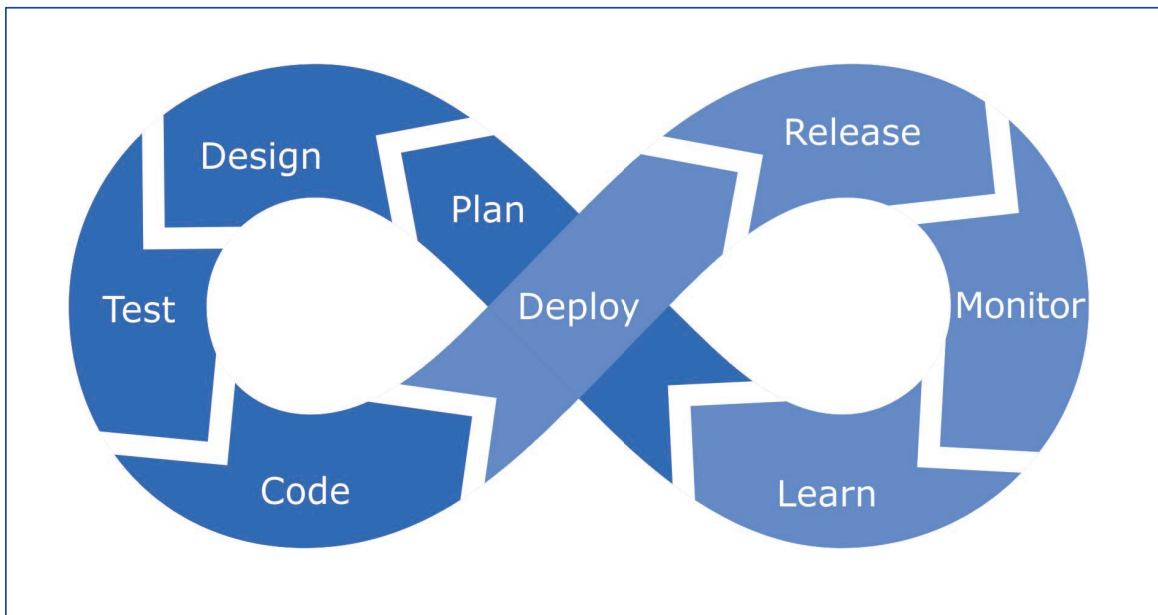 Design
Release
Plan
Test
Deploy
Monitor
Code
Learn